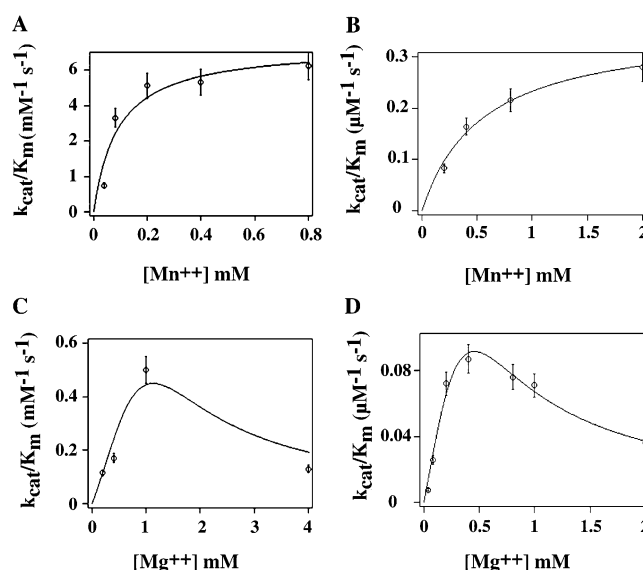 A
k_cat/K_m (mM^-1 s^-1)
6
4
1
0
0
0.2
0.4
0.6
0.8
[Mn++] mM
B
k_cat/K_m (µM^-1 s^-1)
0.3
0.2
0.1
0
0
0.5
1
1.5
2
[Mn++] mM
C
k_cat/K_m (mM^-1 s^-1)
0.6
0.4
0.2
0
0
1
2
3
4
[Mg++] mM
D
k_cat/K_m (µM^-1 s^-1)
0.08
0.04
0
0
0.5
1
1.5
2
[Mg++] mM